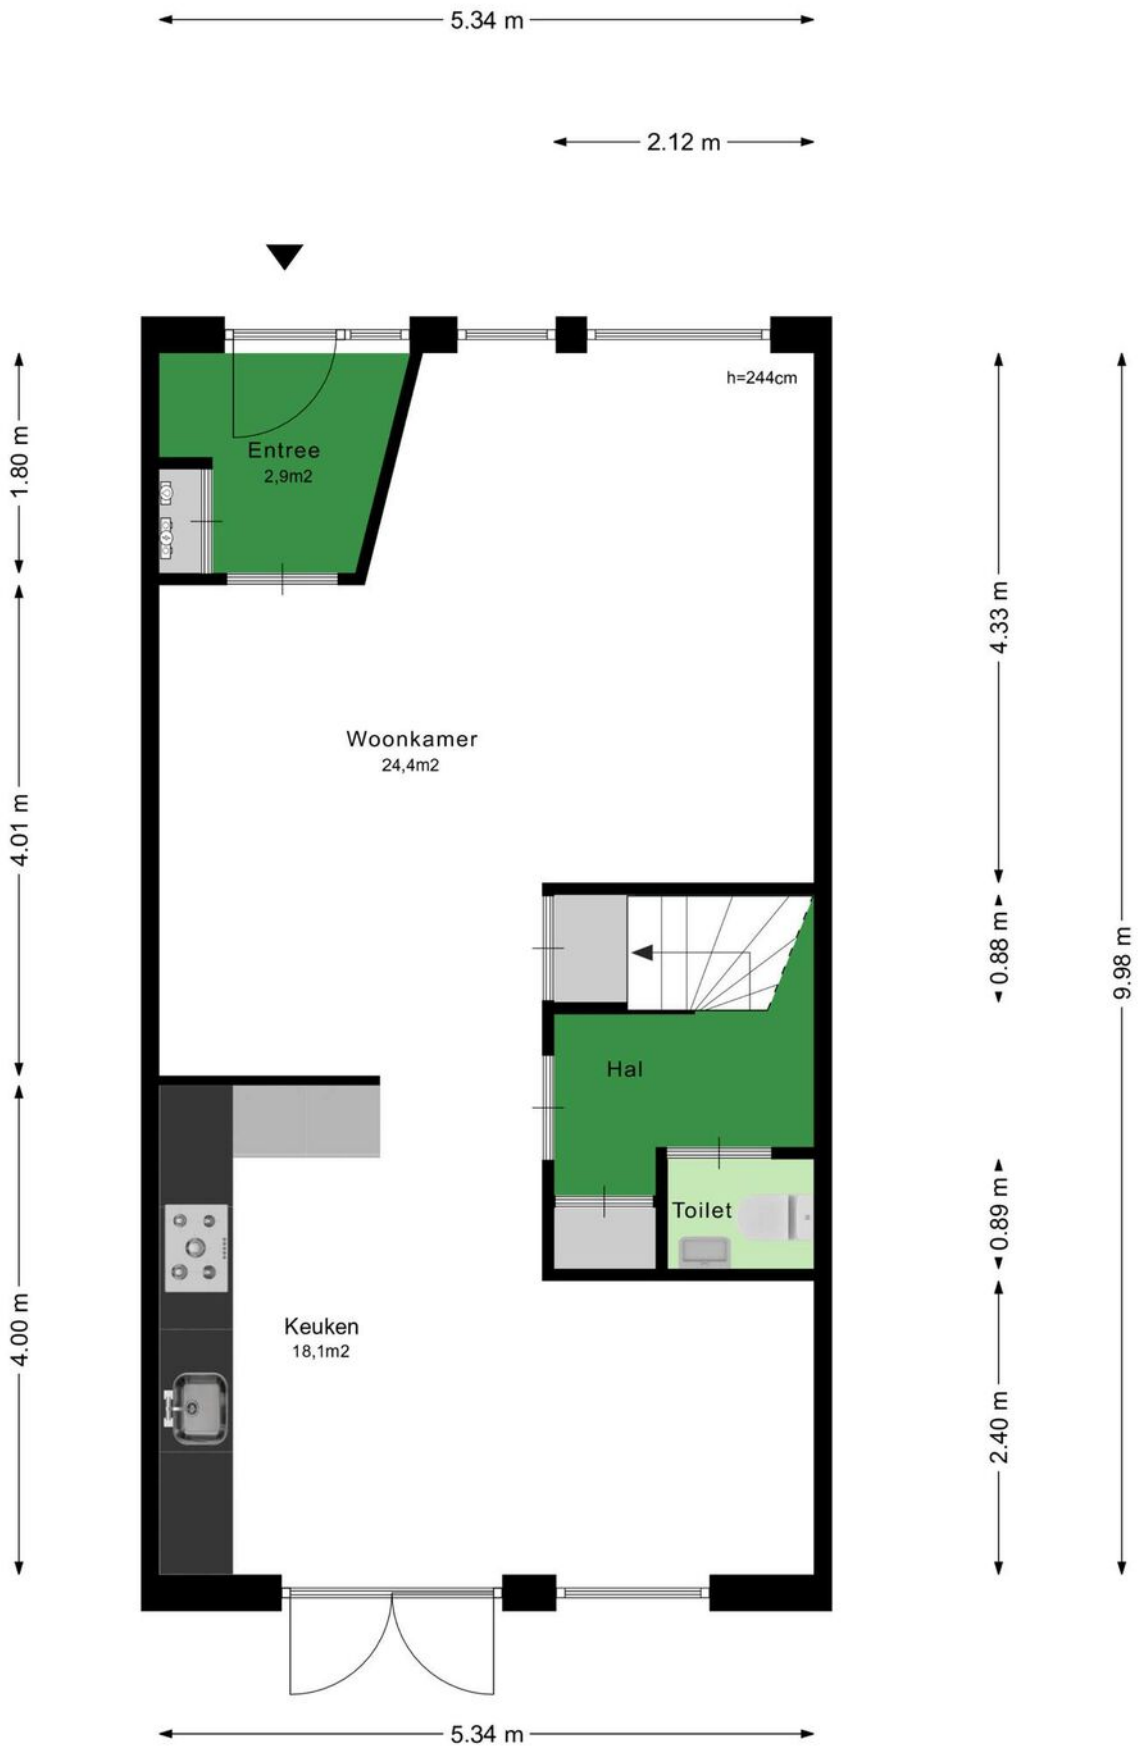 5.34 m
2.12 m
h=244cm
Entree
2,9m2
1.80 m
4.33 m
Woonkamer
24,4m2
4.01 m
0.88 m
9.98 m
Hal
Toilet
0.89 m
Keuken
18,1m2
4.00 m
2.40 m
5.34 m